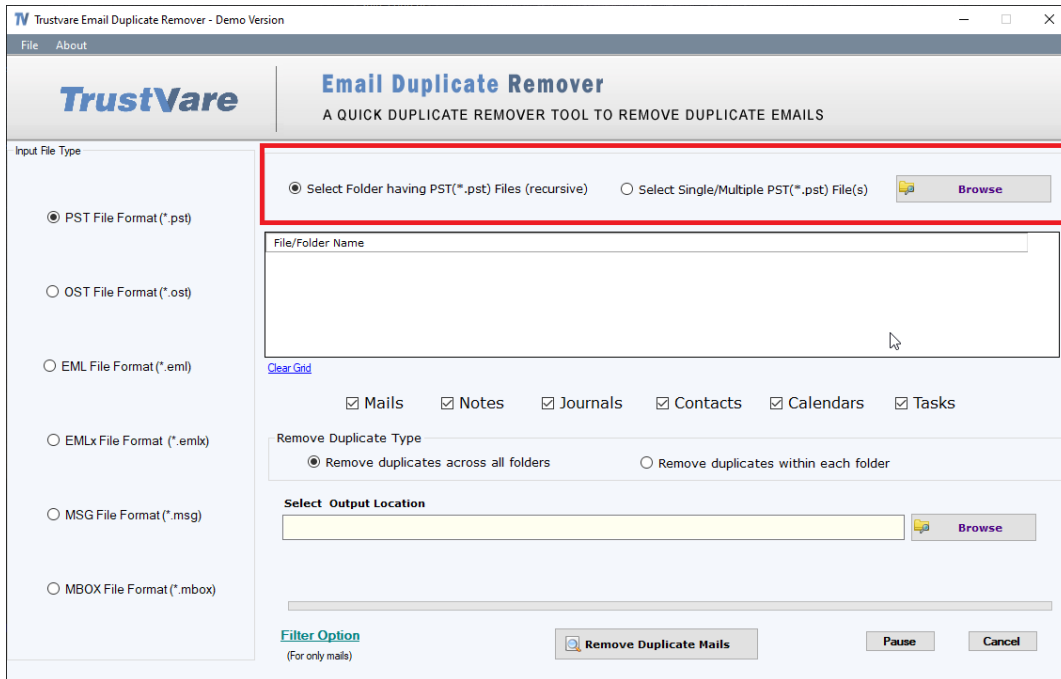 TV Trustvare Email Duplicate Remover - Demo Version
File About
TrustVare
Email Duplicate Remover
A QUICK DUPLICATE REMOVER TOOL TO REMOVE DUPLICATE EMAILS
Input File Type
PST File Format (*.pst)
OST File Format (*.ost)
EML File Format (*.eml)
EMLx File Format (*.emlx)
MSG File Format (*.msg)
MBOX File Format (*.mbox)
Select Folder having PST(*.pst) Files (recursive) Select Single/Multiple PST(*.pst) File(s) Browse
File/Folder Name
Clear Grid
Mails Notes Journals Contacts Calendars Tasks
Remove Duplicate Type
Remove duplicates across all folders Remove duplicates within each folder
Select Output Location
Browse
Filter Option
(For only mails)
Remove Duplicate Mails Pause Cancel